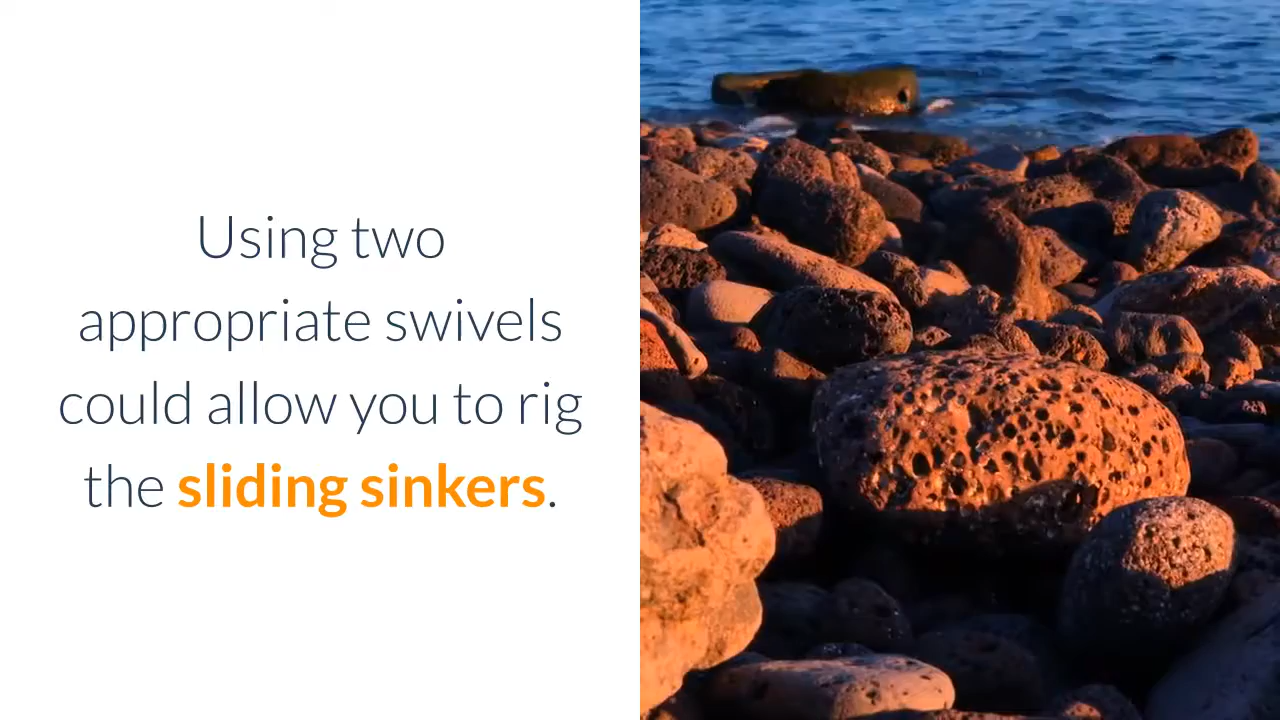 Using two
appropriate swivels
could allow you to rig
the sliding sinkers.